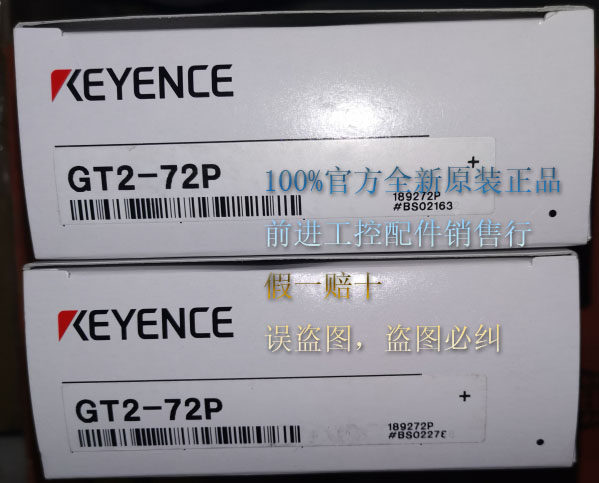 KEYENCE
GT2-72P
+
189272P
#BS02163
100%官方全新原装正品
前进工控配件销售行
假一赔十
误盗图，盗图必纠
KEYENCE
GT2-72P
+
189272P